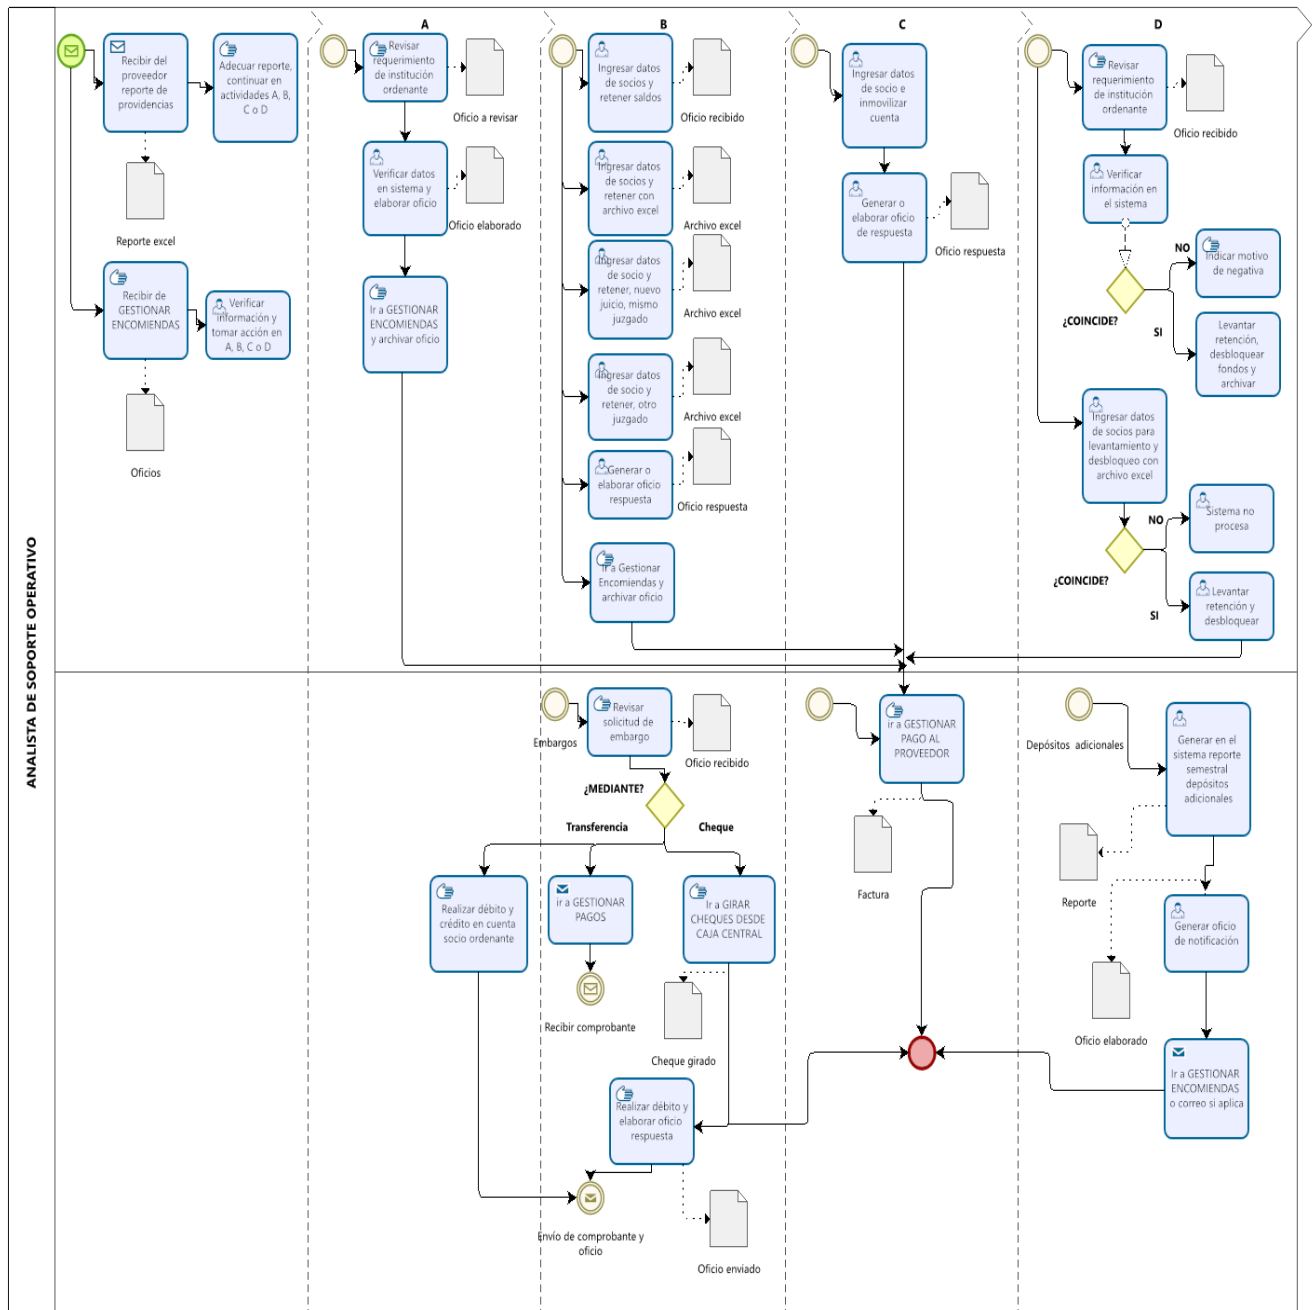 ANALISTA DE SOPORTE OPERATIVO
Recibir del
proveedor
reporte de
providencias
Adecuar reporte,
continuar en
actividades A, B,
C o D
Reporte excel
Recibir de
GESTIONAR
ENCOMIENDAS
Verificar
información y
tomar acción en
A, B, C o D
Oficios
A
Revisar
requerimiento
de institución
ordenante
Oficio a revisar
Verificar datos
en sistema y
elaborar oficio
Oficio elaborado
Ir a GESTIONAR
ENCOMIENDAS
y archivar oficio
B
Ingresar datos
de socios y
retener saldos
Oficio recibido
Ingresar datos
de socios y
retener con
archivo excel
Archivo excel
Ingresar datos
de socio y
retener, nuevo
juicio, mismo
juzgado
Archivo excel
Ingresar datos
de socio y
retener, otro
juzgado
Archivo excel
Generar o
elaborar oficio
respuesta
Oficio respuesta
Ir a Gestionar
Encomiendas y
archivar oficio
C
Ingresar datos
de socio e
inmovilizar
cuenta
Generar o
elaborar oficio
de respuesta
Oficio respuesta
D
Revisar
requerimiento
de institución
ordenante
Oficio recibido
Verificar
información en
el sistema
¿COINCIDE?
NO
Indicar motivo
de negativa
SI
Levantar
retención,
desbloquear
fondos y
archivar
Ingresar datos
de socios para
levantamiento y
desbloqueo con
archivo excel
¿COINCIDE?
NO
Sistema no
procesa
SI
Levantar
retención y
desbloquear
Embargos
Revisar
solicitud de
embargo
Oficio recibido
¿MEDIANTE?
Transferencia
Cheque
Realizar débito y
crédito en cuenta
socio ordenante
ir a GESTIONAR
PAGOS
Ir a GIRAR
CHEQUES DESDE
CAJA CENTRAL
Recibir comprobante
Cheque girado
Realizar débito y
elaborar oficio
respuesta
Envío de comprobante y
oficio
Oficio enviado
ir a GESTIONAR
PAGO AL
PROVEEDOR
Factura
Depósitos adicionales
Generar en el
sistema reporte
semestral
depósitos
adicionales
Reporte
Generar oficio
de notificación
Oficio elaborado
Ir a GESTIONAR
ENCOMIENDAS
o correo si aplica